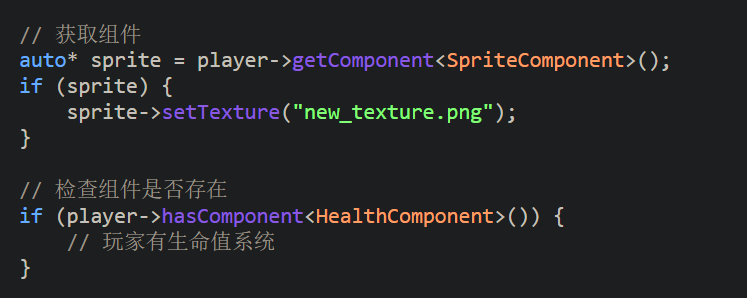 // 获取组件
auto* sprite = player->getComponent<SpriteComponent>();
if (sprite) {
    sprite->setTexture("new_texture.png");
}
// 检查组件是否存在
if (player->hasComponent<HealthComponent>()) {
    // 玩家有生命值系统
}